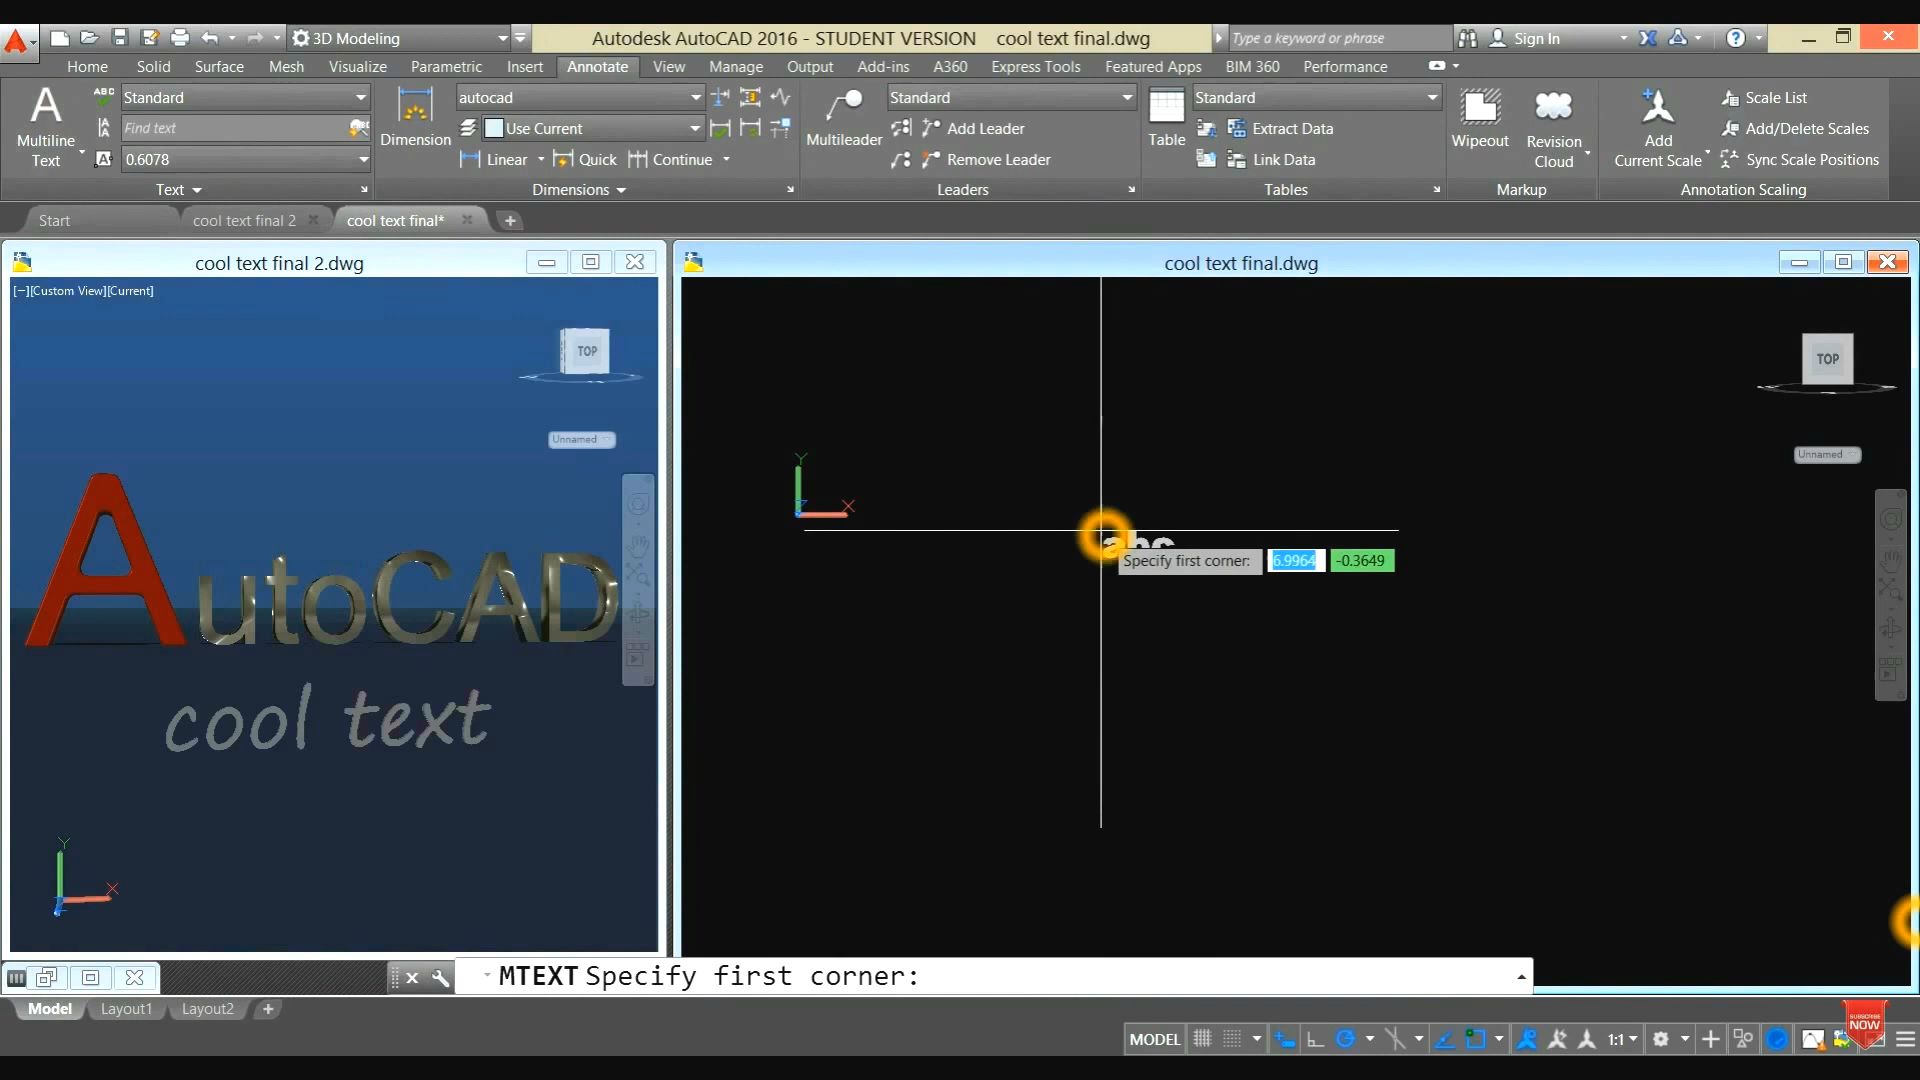 3D Modeling
Autodesk AutoCAD 2016 - STUDENT VERSION cool text final.dwg
Type a keyword or phrase
Sign In
Home Solid Surface Mesh Visualize Parametric Insert Annotate View Manage Output Add-ins A360 Express Tools Featured Apps BIM 360 Performance
A
Multiline
Text
ABC
Standard
Find text
0.6078
Text
Dimension
autocad
Use Current
Linear Quick Continue
Dimensions
Multileader
Standard
Add Leader
Remove Leader
Leaders
Table
Standard
Extract Data
Link Data
Tables
Wipeout
Revision
Cloud
Markup
Add
Current Scale
Scale List
Add/Delete Scales
Sync Scale Positions
Annotation Scaling
Start cool text final 2 cool text final*
cool text final 2.dwg
[−][Custom View][Current]
TOP
Unnamed
AutoCAD
cool text
Y
X
cool text final.dwg
TOP
Unnamed
Y
X
abc
Specify first corner: 6.9964 -0.3649
MTEXT Specify first corner:
Model Layout1 Layout2
MODEL
1:1
SUBSCRIBE
NOW